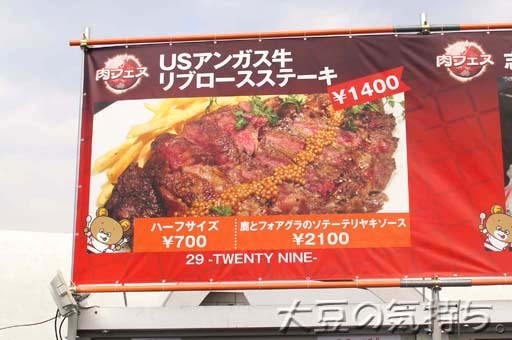 肉フェス
USアンガス牛
リブロースステーキ
¥1400
ハーフサイズ
¥700
鹿とフォアグラのソテーテリヤキソース
¥2100
29 -TWENTY NINE-
肉フェス
志
大豆の気持ち。